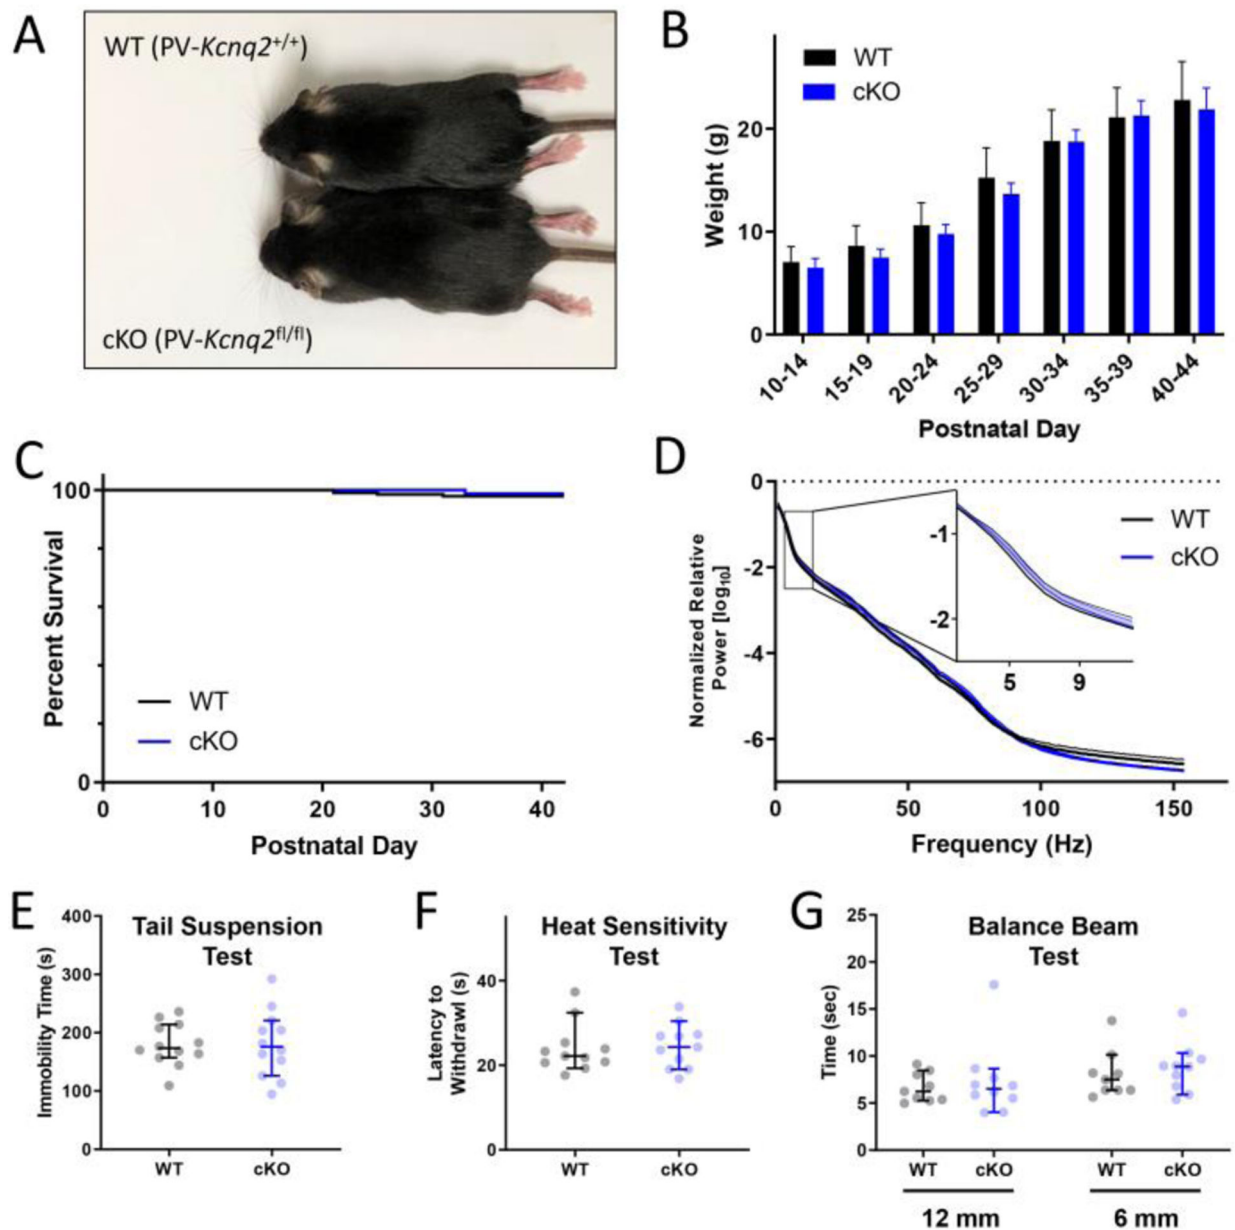 A
WT (PV-Kcnq2+/+)
cKO (PV-Kcnq2fl/fl)
B
WT
cKO
Weight (g)
20
10
0
10-14
15-19
20-24
25-29
30-34
35-39
40-44
Postnatal Day
C
Percent Survival
100
0
WT
cKO
0 10 20 30 40
Postnatal Day
D
Normalized Relative
Power [log10]
0
-2
-4
-6
-1
-2
5 9
WT
cKO
0 50 100 150
Frequency (Hz)
E
Tail Suspension
Test
Immobility Time (s)
400
300
200
100
0
WT cKO
F
Heat Sensitivity
Test
Latency to
Withdrawl (s)
40
20
0
WT cKO
G
Balance Beam
Test
Time (sec)
25
20
15
10
5
0
WT cKO WT cKO
12 mm 6 mm